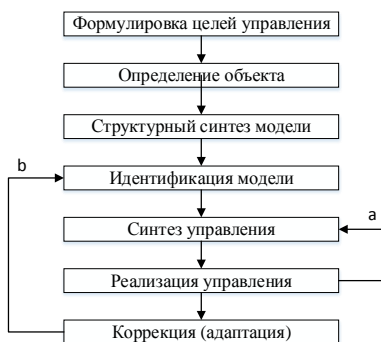 Формулировка целей управления
Определение объекта
Структурный синтез модели
b
Идентификация модели
a
Синтез управления
Реализация управления
Коррекция (адаптация)